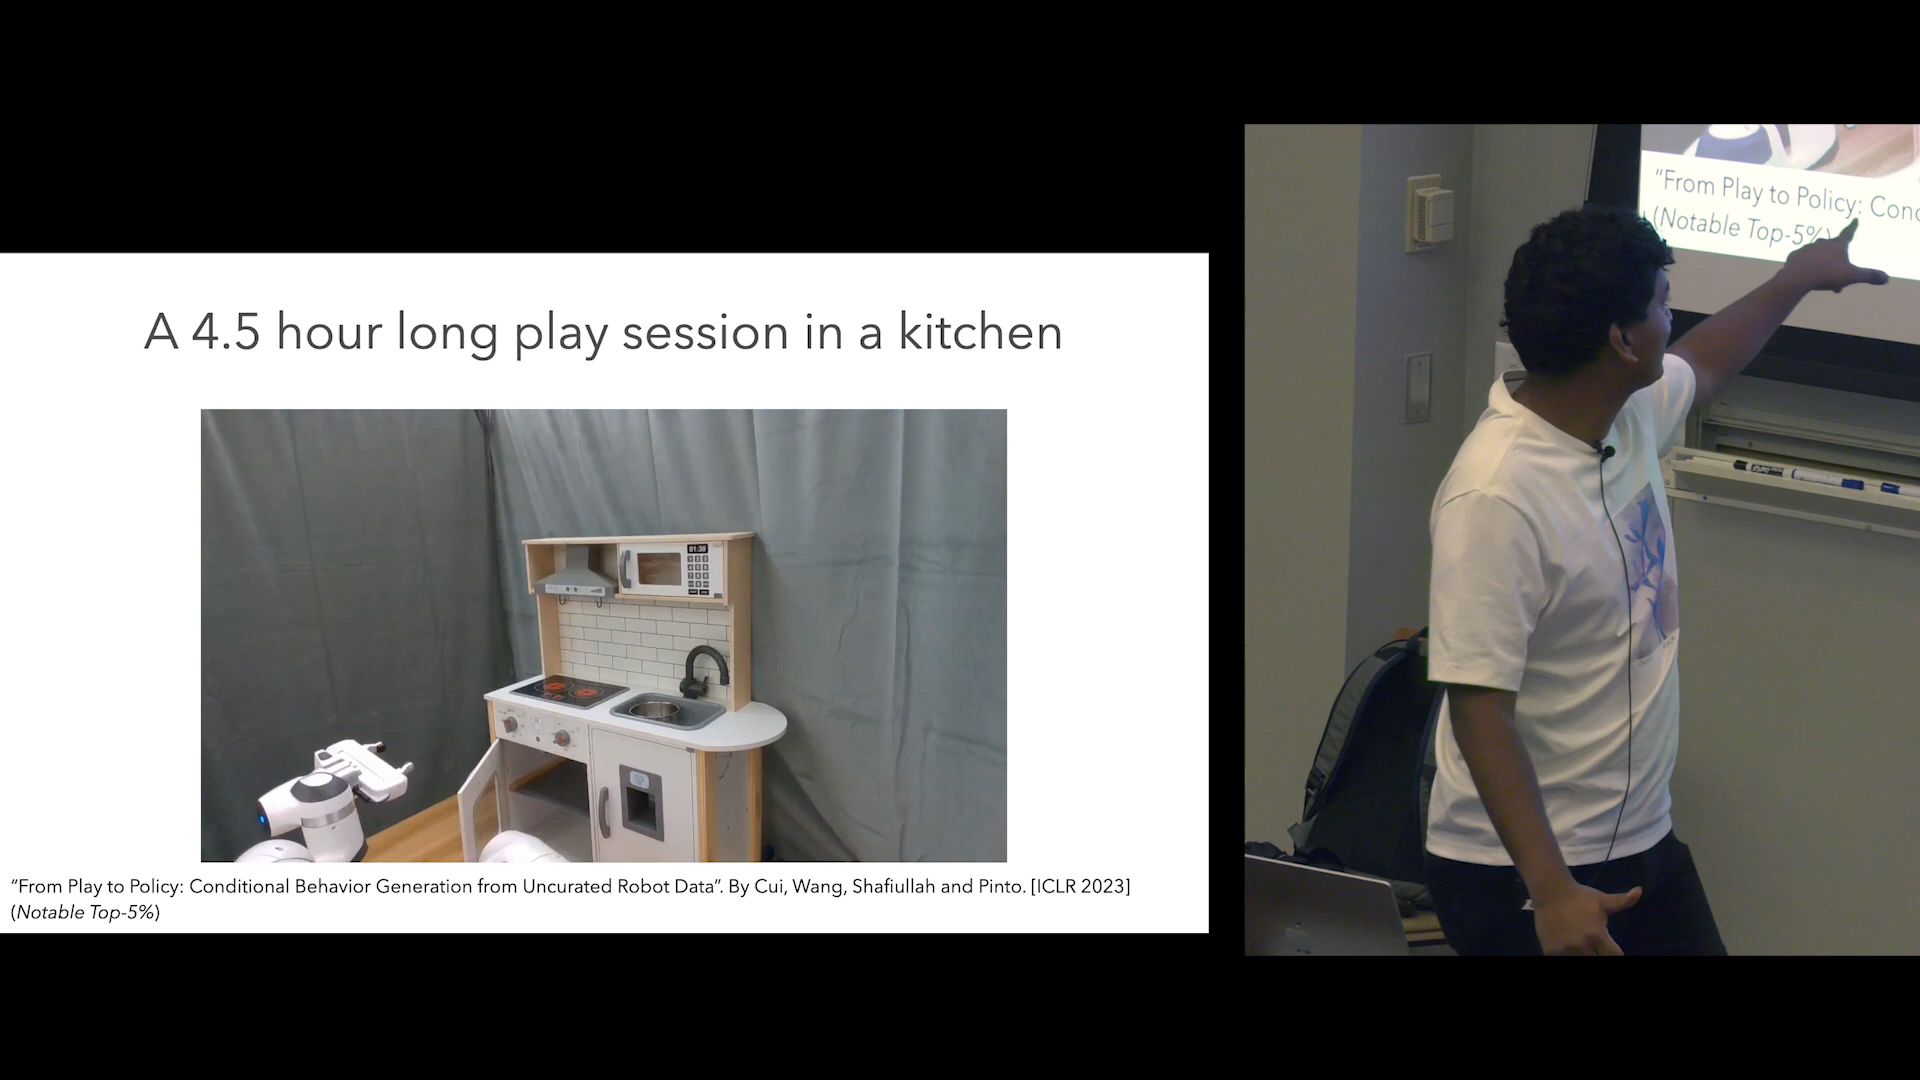 A 4.5 hour long play session in a kitchen
01:30
"From Play to Policy: Conditional Behavior Generation from Uncurated Robot Data". By Cui, Wang, Shafiullah and Pinto. [ICLR 2023]
(Notable Top-5%)
"From Play to Policy: Cond
(Notable Top-5%)